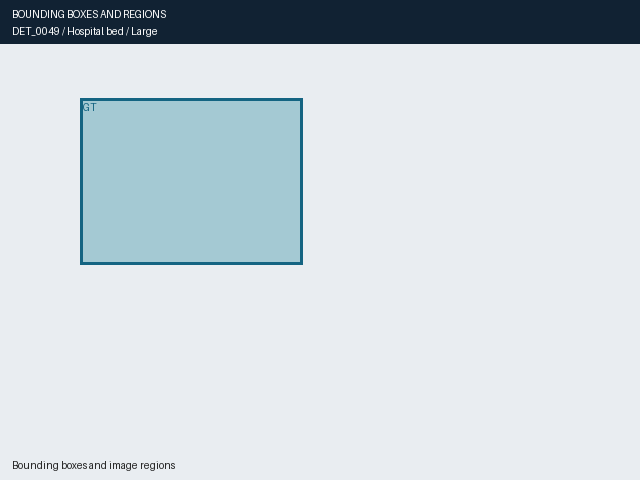 BOUNDING BOXES AND REGIONS
DET_0049 / Hospital bed / Large
GT
Bounding boxes and image regions